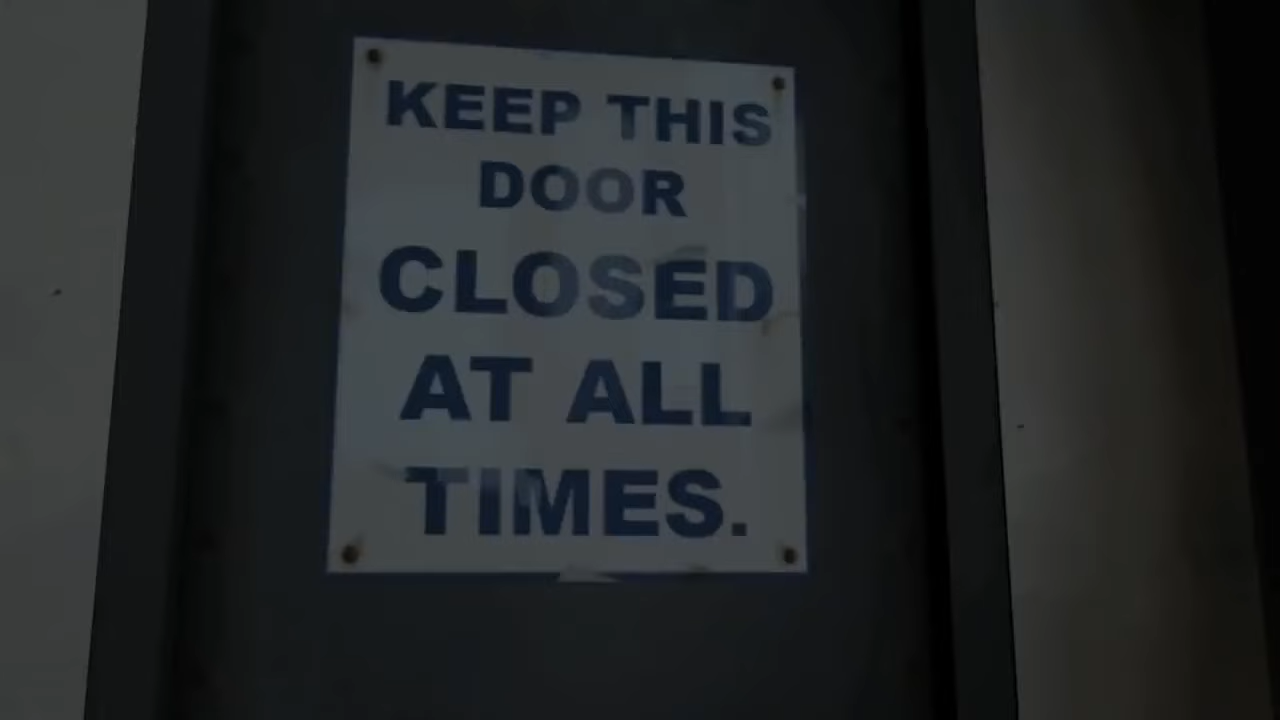 KEEP THIS
DOOR
CLOSED
AT ALL
TIMES.